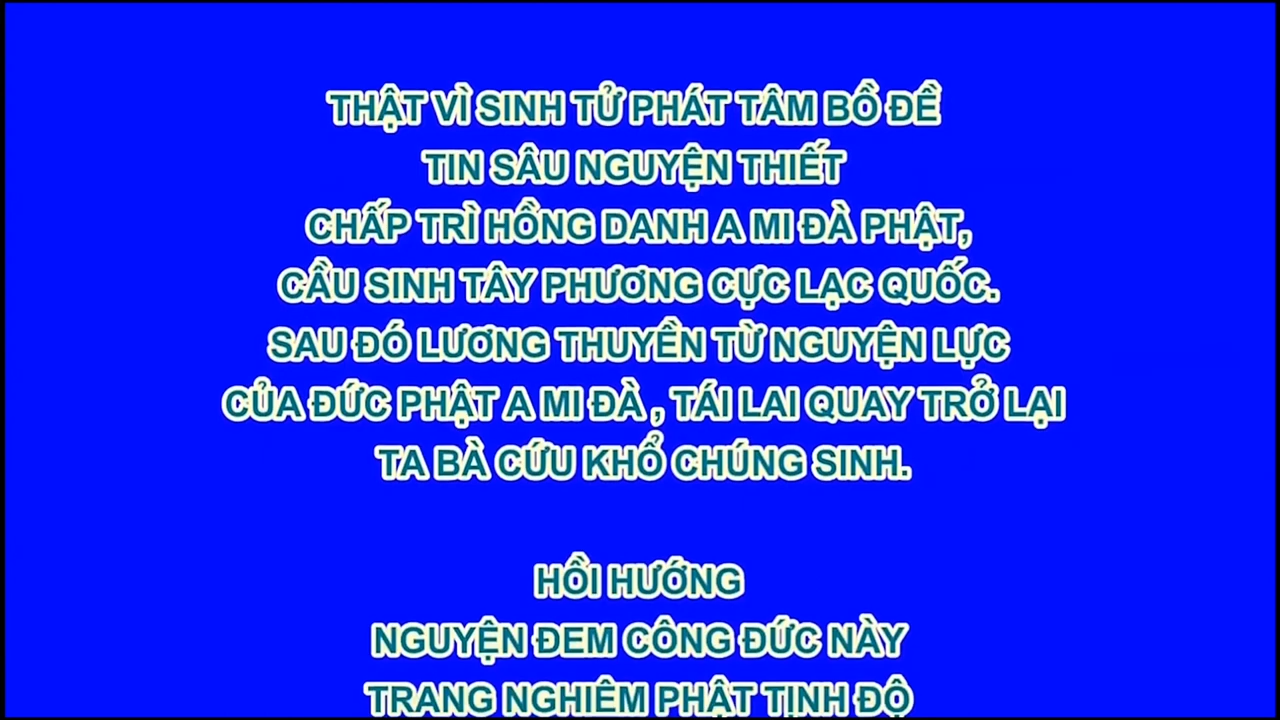 THẬT VÌ SINH TỬ PHÁT TÂM BỒ ĐỀ
TIN SÂU NGUYỆN THIẾT
CHẤP TRÌ HỒNG DANH A MI ĐÀ PHẬT,
CẦU SINH TÂY PHƯƠNG CỰC LẠC QUỐC.
SAU ĐÓ LƯƠNG THUYỀN TỪ NGUYỆN LỰC
CỦA ĐỨC PHẬT A MI ĐÀ , TÁI LAI QUAY TRỞ LẠI
TA BÀ CỨU KHỔ CHÚNG SINH.
HỒI HƯỚNG
NGUYỆN ĐEM CÔNG ĐỨC NÀY
TRANG NGHIÊM PHẬT TỊNH ĐỘ